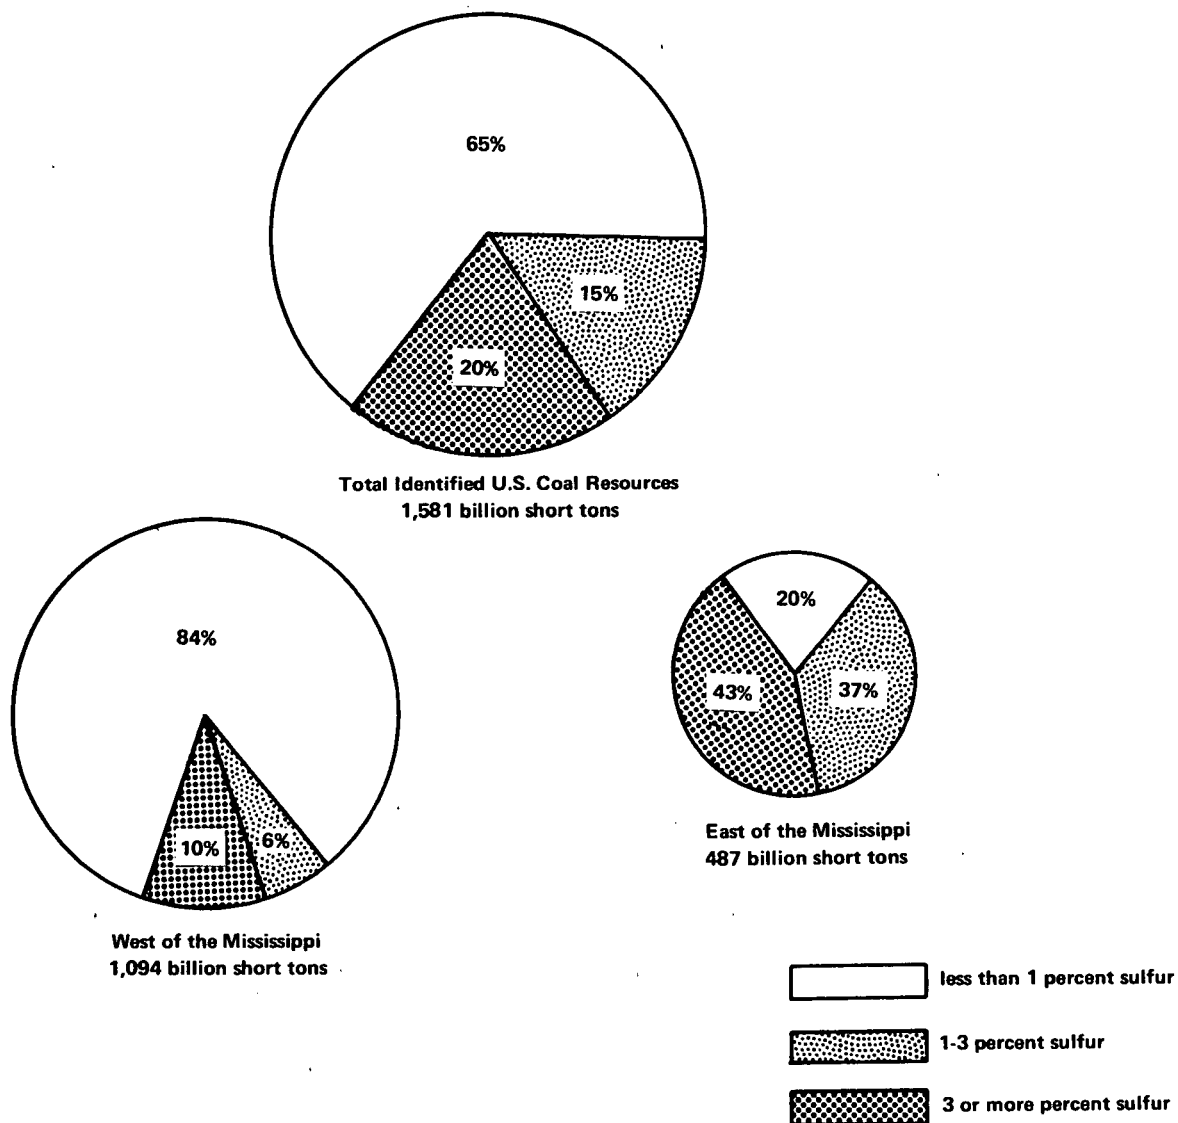 65%
15%
20%
Total Identified U.S. Coal Resources
1,581 billion short tons
84%
10%
6%
West of the Mississippi
1,094 billion short tons
20%
43%
37%
East of the Mississippi
487 billion short tons
less than 1 percent sulfur
1-3 percent sulfur
3 or more percent sulfur